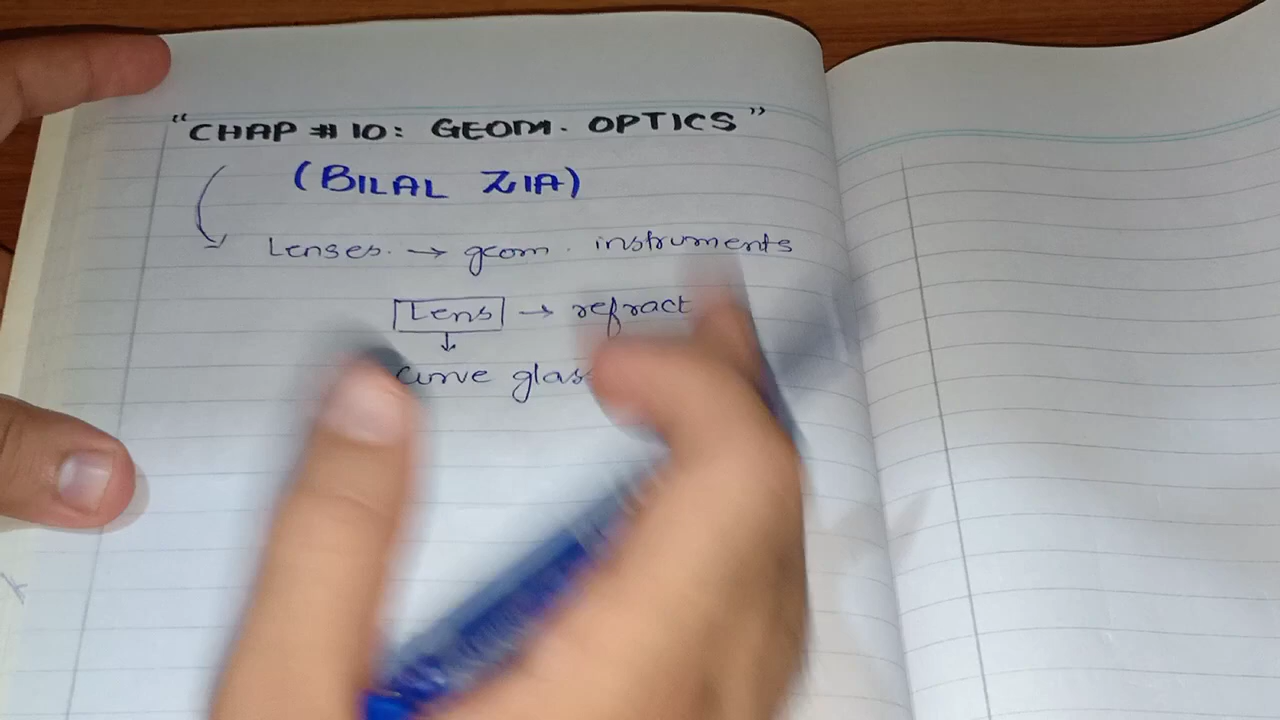 "CHAP # 10: GEOM. OPTICS"
(BILAL ZIA)
Lenses. → geom. instruments
Lens → refract
↓
curve